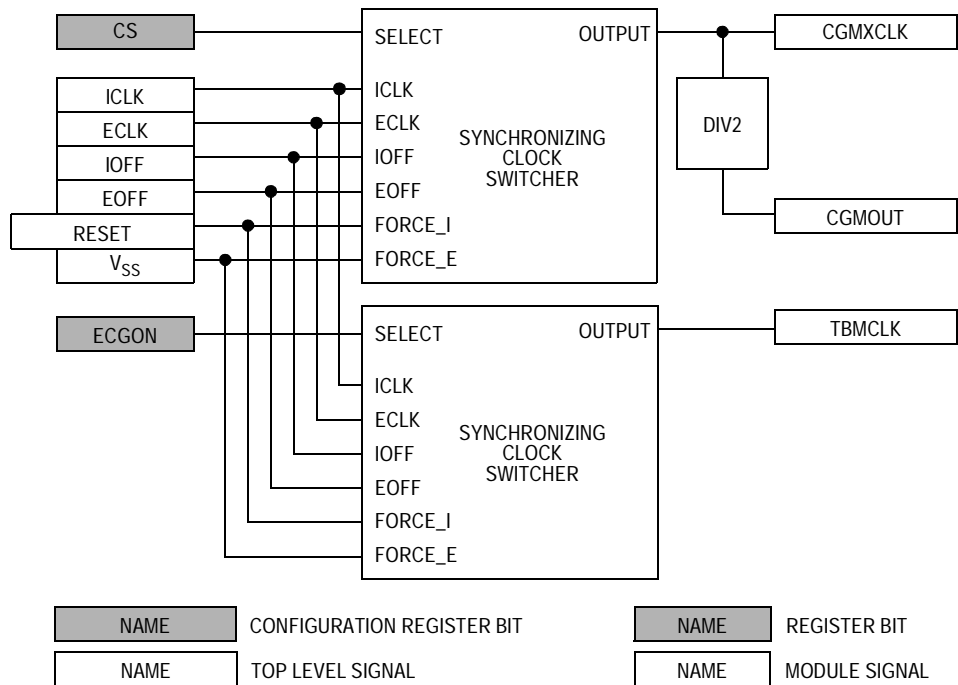 CS
SELECT
OUTPUT
CGMXCLK
ICLK
ECLK
IOFF
EOFF
RESET
VSS
ICLK
ECLK
IOFF
EOFF
FORCE_I
FORCE_E
SYNCHRONIZING
CLOCK
SWITCHER
DIV2
CGMOUT
ECGON
SELECT
OUTPUT
TBMCLK
ICLK
ECLK
IOFF
EOFF
FORCE_I
FORCE_E
SYNCHRONIZING
CLOCK
SWITCHER
NAME CONFIGURATION REGISTER BIT
NAME REGISTER BIT
NAME TOP LEVEL SIGNAL
NAME MODULE SIGNAL